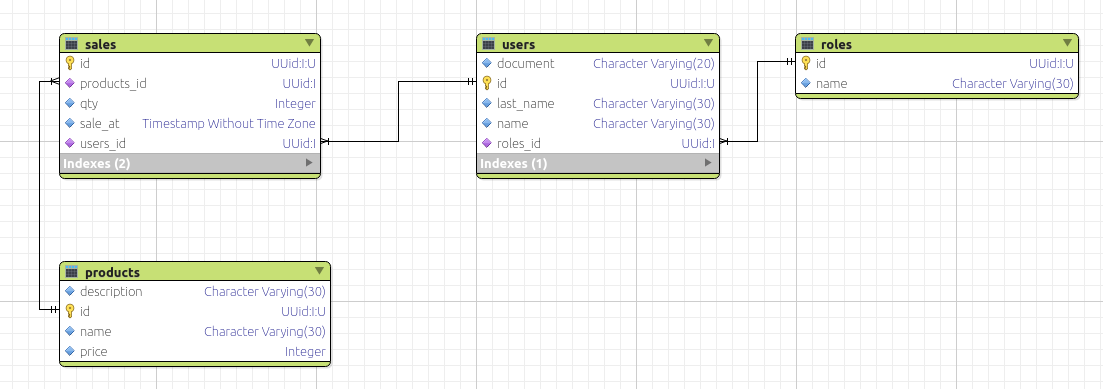 sales
id UUid:I:U
products_id UUid:I
qty Integer
sale_at Timestamp Without Time Zone
users_id UUid:I
Indexes (2)
users
document Character Varying(20)
id UUid:I:U
last_name Character Varying(30)
name Character Varying(30)
roles_id UUid:I
Indexes (1)
roles
id UUid:I:U
name Character Varying(30)
products
description Character Varying(30)
id UUid:I:U
name Character Varying(30)
price Integer